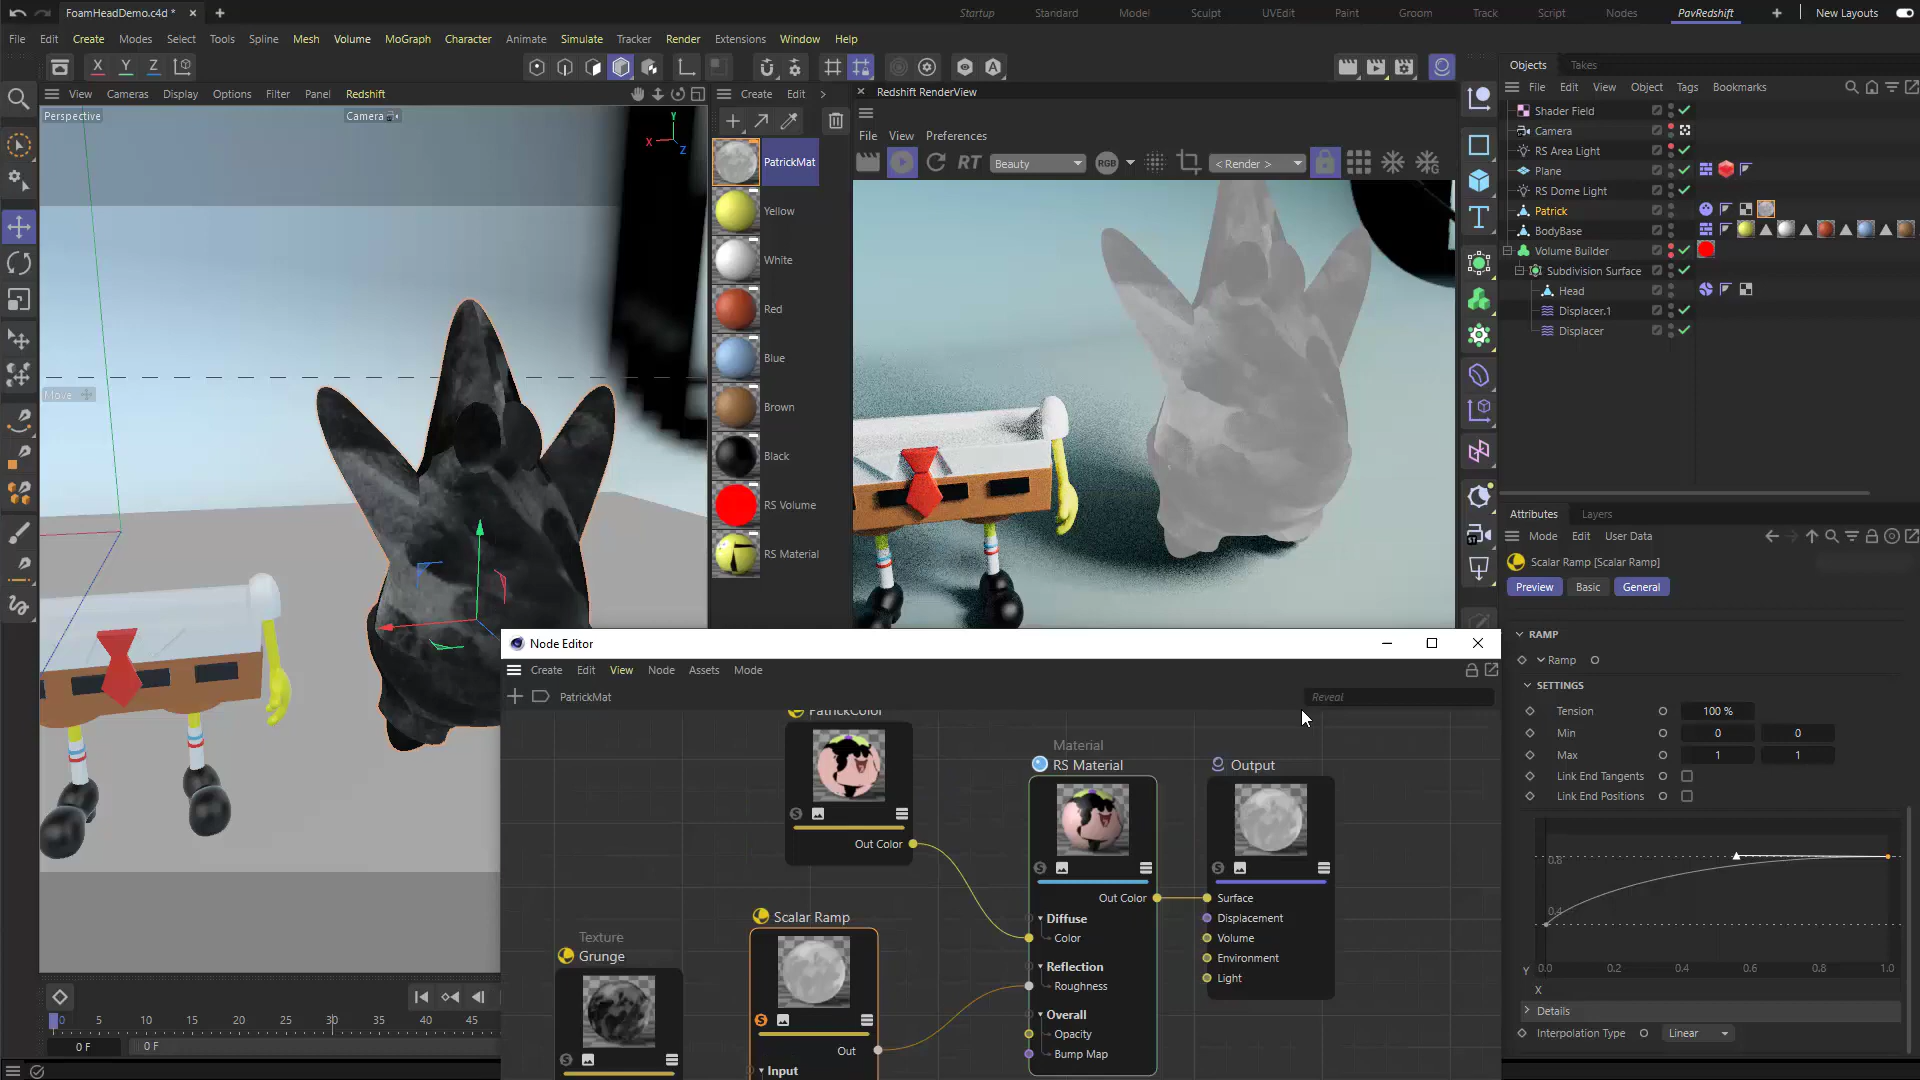 FoamHeadDemo.c4d *
Startup Standard Model Sculpt UVEdit Paint Groom Track Script Nodes PavRedshift New Layouts
File Edit Create Modes Select Tools Spline Mesh Volume MoGraph Character Animate Simulate Tracker Render Extensions Window Help
X Y Z
View Cameras Display Options Filter Panel Redshift
Perspective
Camera
Y
X
Z
Move
0 5 10 15 20 25 30 35 40 45
0 F
0 F
Create Edit
PatrickMat
Yellow
White
Red
Blue
Brown
Black
RS Volume
RS Material
Redshift RenderView
File View Preferences
RT
Beauty
RGB
< Render >
Node Editor
Create Edit View Node Assets Mode
PatrickMat
Reveal
PatrickColor
Out Color
Texture
Grunge
Scalar Ramp
Out
Input
Material
RS Material
Out Color
Diffuse
Color
Reflection
Roughness
Overall
Opacity
Bump Map
Output
Surface
Displacement
Volume
Environment
Light
Objects Takes
File Edit View Object Tags Bookmarks
Shader Field
Camera
RS Area Light
Plane
RS Dome Light
Patrick
BodyBase
Volume Builder
Subdivision Surface
Head
Displacer.1
Displacer
Attributes Layers
Mode Edit User Data
Scalar Ramp [Scalar Ramp]
Preview Basic General
RAMP
Ramp
SETTINGS
Tension 100 %
Min 0 0
Max 1 1
Link End Tangents
Link End Positions
0.8
0.4
Y 0.0 0.2 0.4 0.6 0.8 1.0
X
Details
Interpolation Type Linear